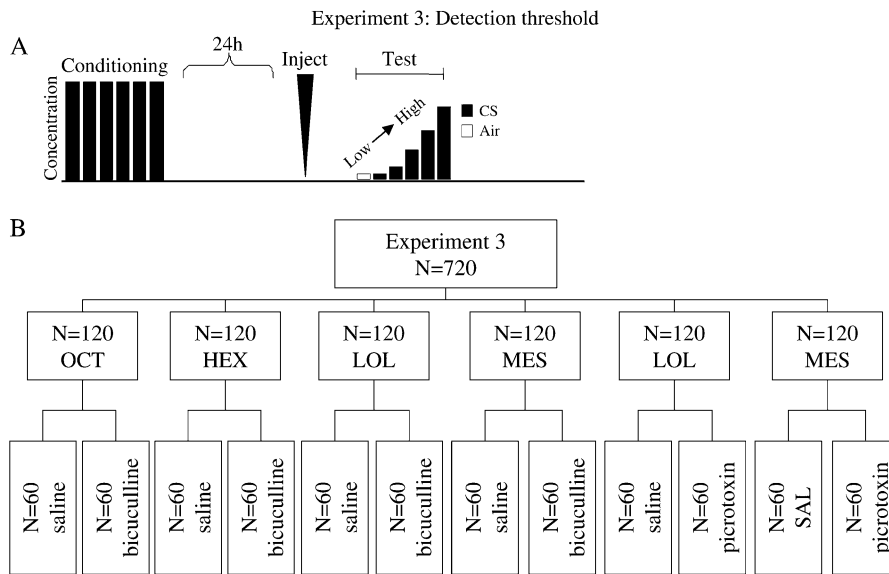 Experiment 3: Detection threshold
A
24h
Conditioning
Inject
Test
Concentration
Low
High
CS
Air
B
Experiment 3
N=720
N=120
OCT
N=120
HEX
N=120
LOL
N=120
MES
N=120
LOL
N=120
MES
N=60
saline
N=60
bicuculline
N=60
saline
N=60
bicuculline
N=60
saline
N=60
bicuculline
N=60
saline
N=60
bicuculline
N=60
saline
N=60
picrotoxin
N=60
SAL
N=60
picrotoxin